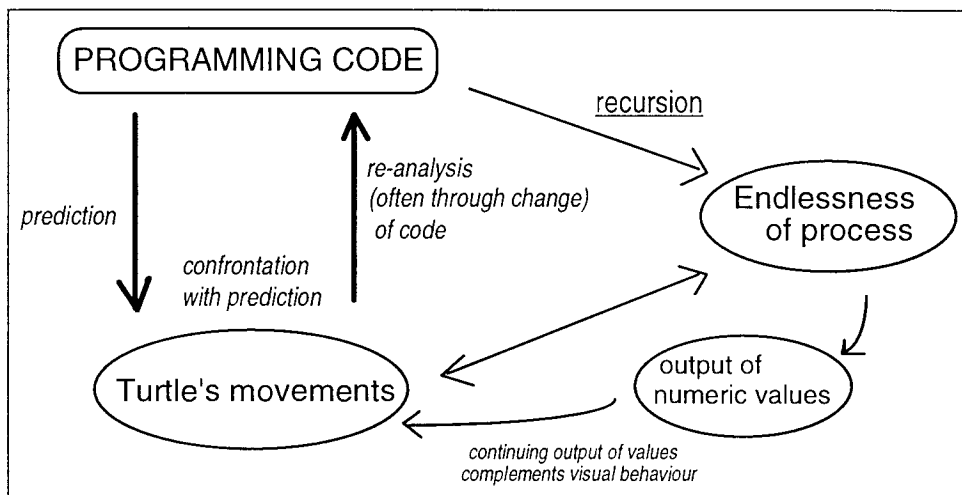 PROGRAMMING CODE
recursion
re-analysis
(often through change)
of code
prediction
Endlessness
of process
confrontation
with prediction
Turtle's movements
output of
numeric values
continuing output of values
complements visual behaviour